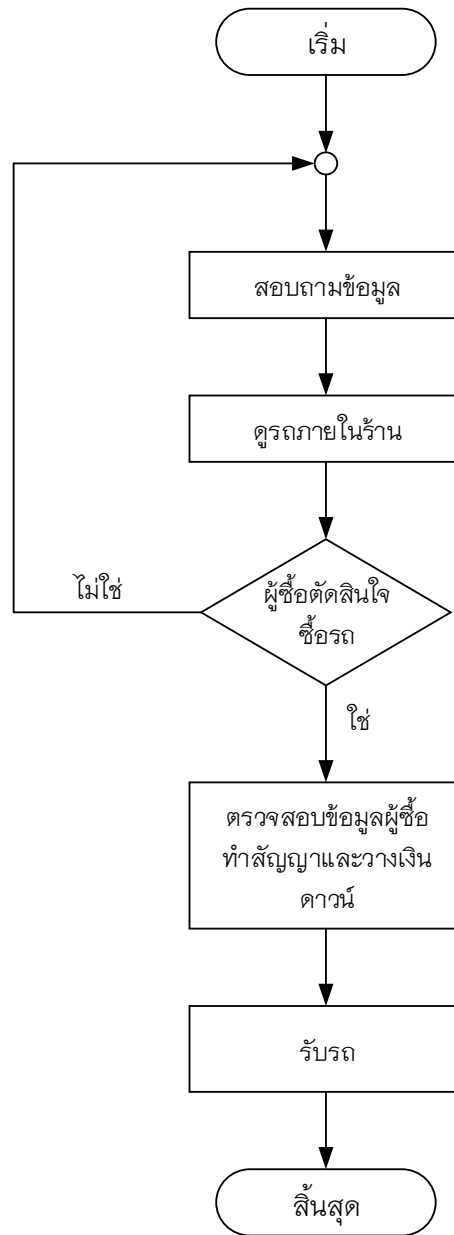 เริ่ม
สอบถามข้อมูล
ดูรถภายในร้าน
ไม่ใช่
ผู้ซื้อตัดสินใจ
ซื้อรถ
ใช่
ตรวจสอบข้อมูลผู้ซื้อ
ทำสัญญาและวางเงิน
ดาวน์
รับรถ
สิ้นสุด